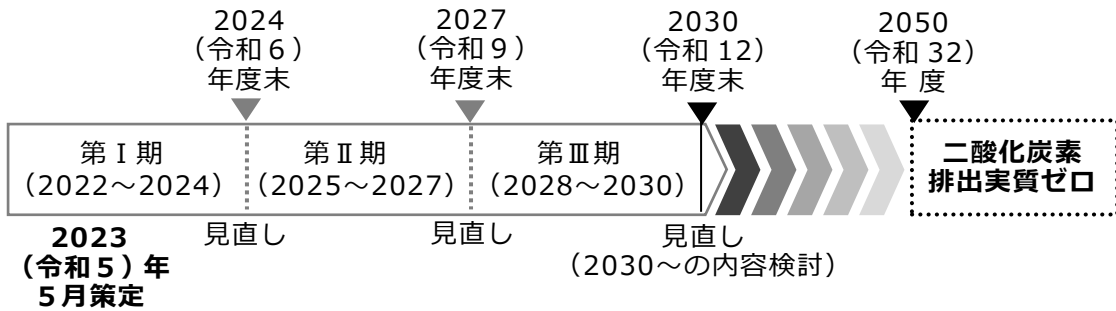 2024
（令和６）
年度末
2027
（令和９）
年度末
2030
（令和 12）
年度末
2050
（令和 32）
年 度
第Ⅰ期
（2022～2024）
第Ⅱ期
（2025～2027）
第Ⅲ期
（2028～2030）
二酸化炭素
排出実質ゼロ
2023
（令和５）年
５月策定
見直し
見直し
見直し
（2030～の内容検討）